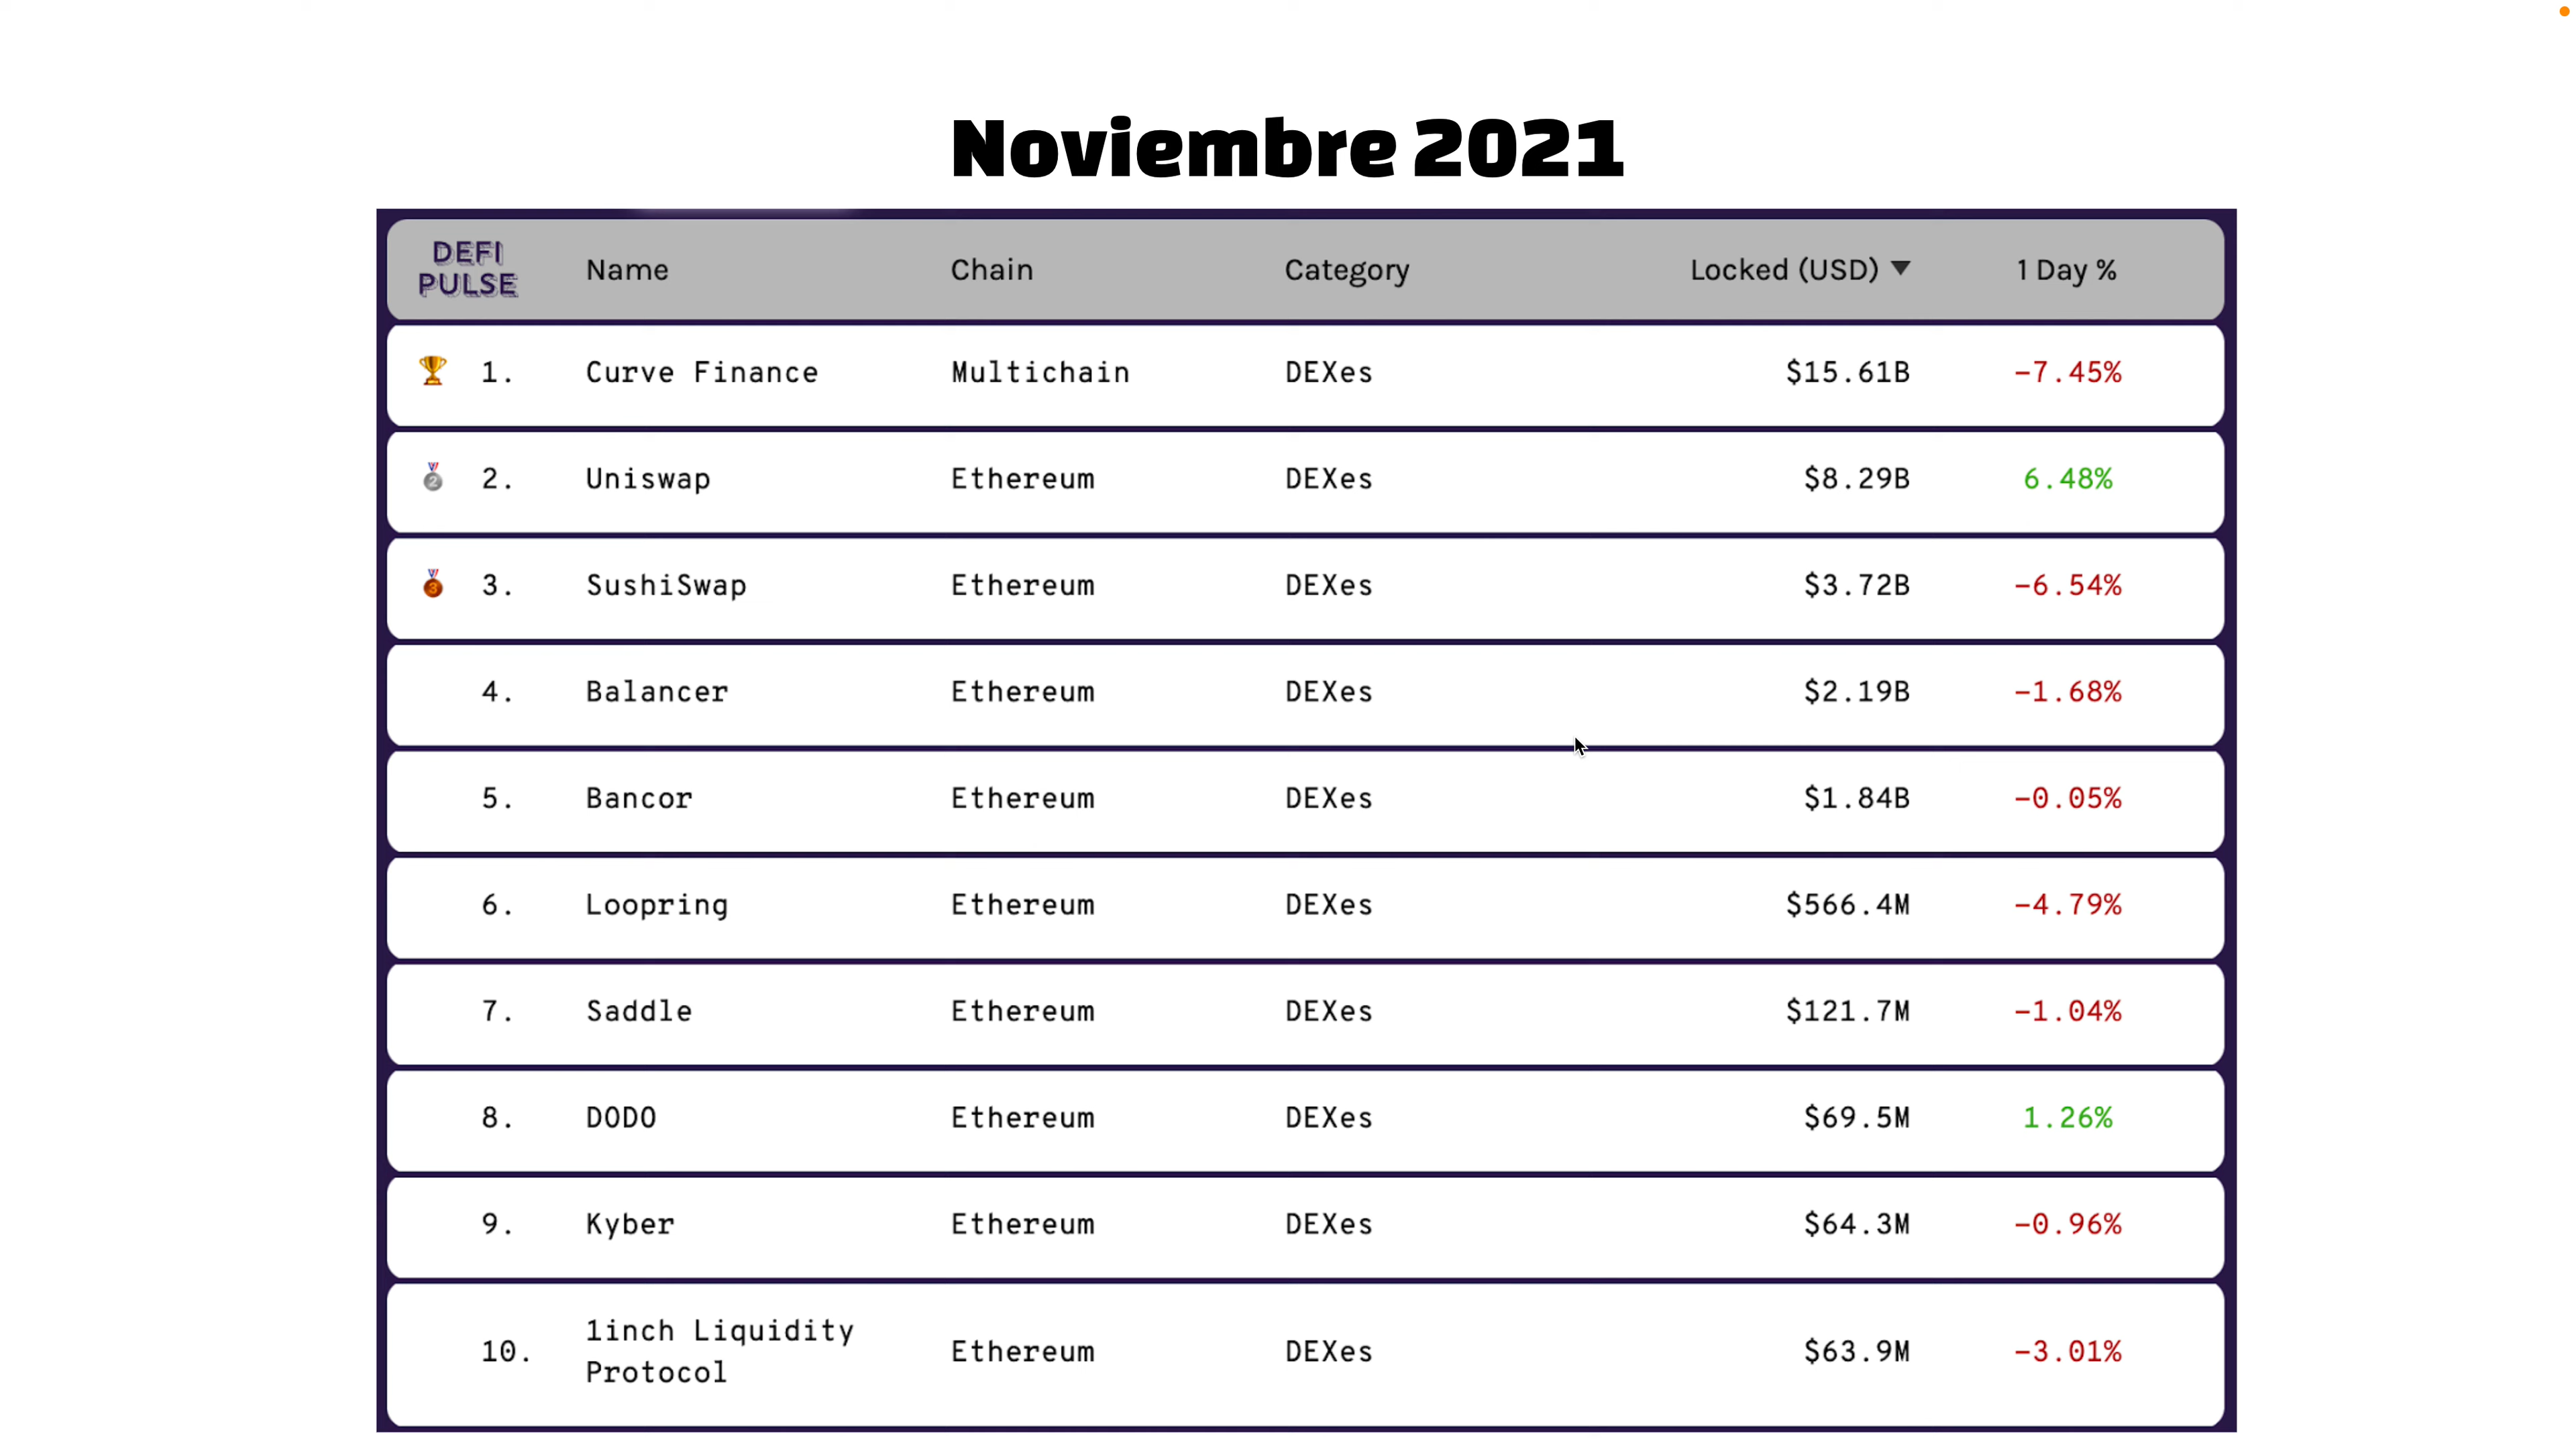 Noviembre 2021
DEFI PULSE Name Chain Category Locked (USD) ▼ 1 Day %
1. Curve Finance Multichain DEXes $15.61B -7.45%
2. Uniswap Ethereum DEXes $8.29B 6.48%
3. SushiSwap Ethereum DEXes $3.72B -6.54%
4. Balancer Ethereum DEXes $2.19B -1.68%
5. Bancor Ethereum DEXes $1.84B -0.05%
6. Loopring Ethereum DEXes $566.4M -4.79%
7. Saddle Ethereum DEXes $121.7M -1.04%
8. DODO Ethereum DEXes $69.5M 1.26%
9. Kyber Ethereum DEXes $64.3M -0.96%
10. 1inch Liquidity Protocol Ethereum DEXes $63.9M -3.01%